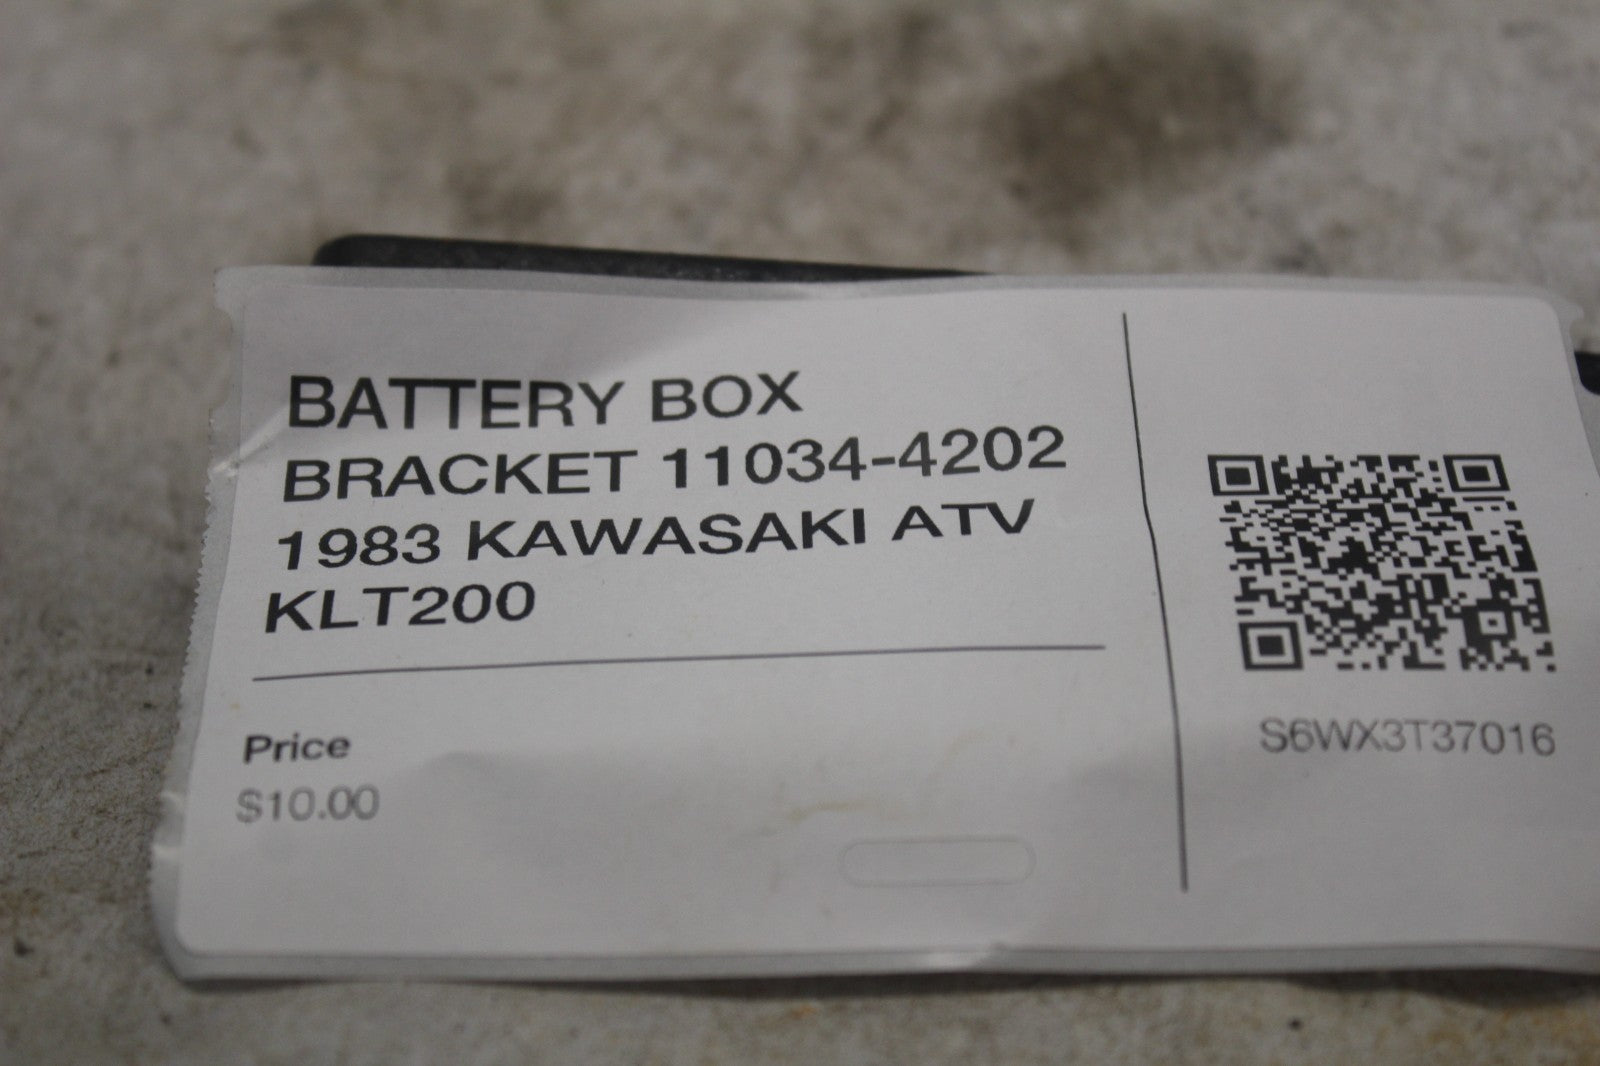 BATTERY BOX
BRACKET 11034-4202
1983 KAWASAKI ATV
KLT200
Price
$10.00
S6WX3T37016